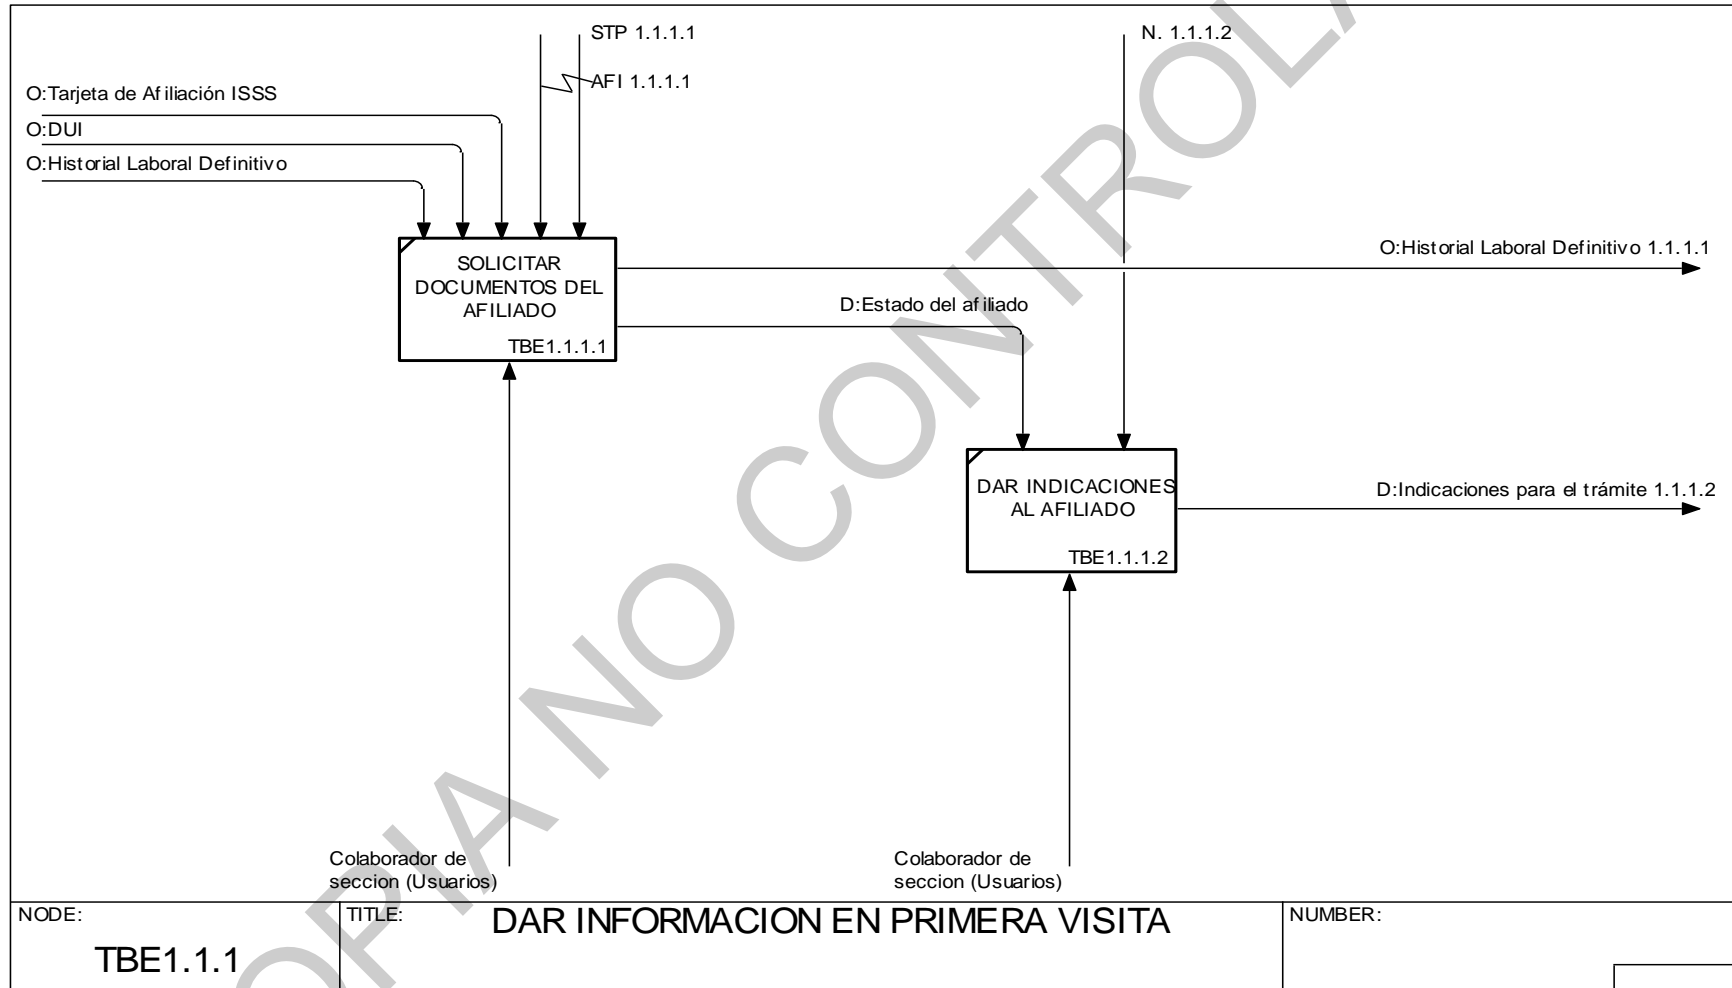 STP 1.1.1.1
N. 1.1.1.2
AFI 1.1.1.1
O:Tarjeta de Afiliación ISSS
O:DUI
O:Historial Laboral Definitivo
SOLICITAR
DOCUMENTOS DEL
AFILIADO
TBE1.1.1.1
O:Historial Laboral Definitivo 1.1.1.1
D:Estado del afiliado
DAR INDICACIONES
AL AFILIADO
TBE1.1.1.2
D:Indicaciones para el trámite 1.1.1.2
Colaborador de
seccion (Usuarios)
Colaborador de
seccion (Usuarios)
NODE:
TBE1.1.1
TITLE:
DAR INFORMACION EN PRIMERA VISITA
NUMBER:
OPIA NO CONTROLA